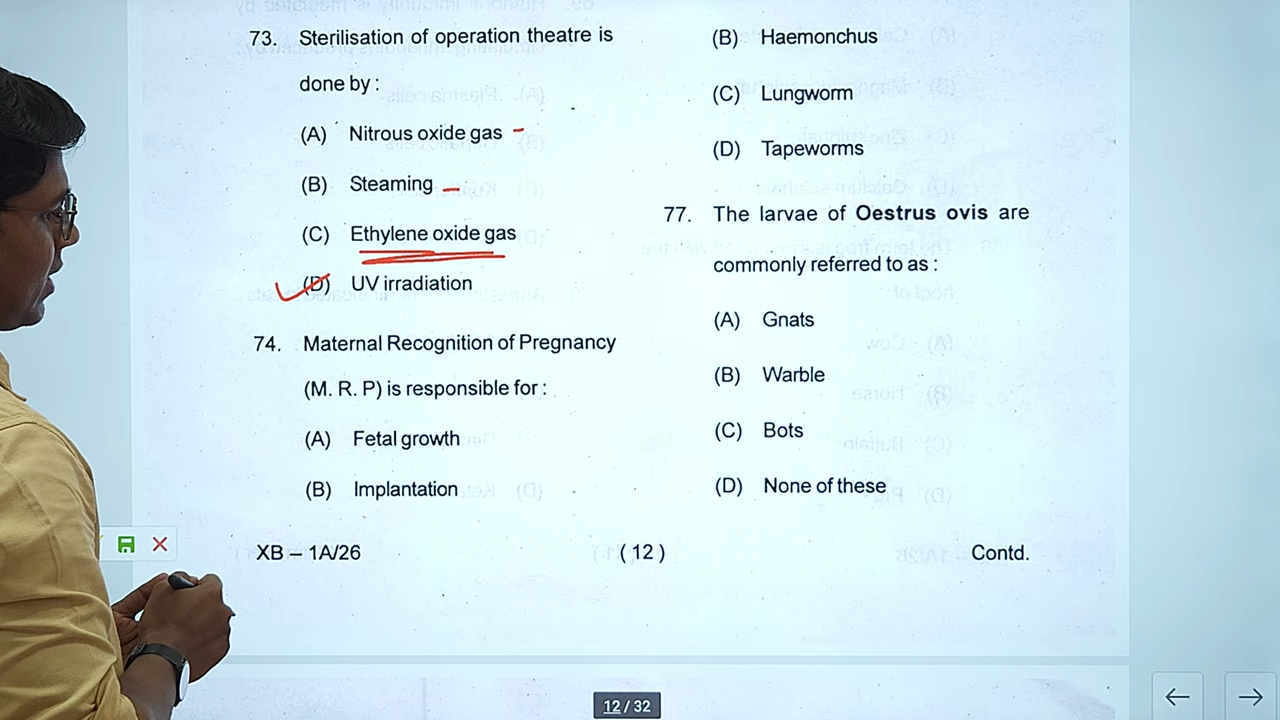 73. Sterilisation of operation theatre is
done by :
(A) Nitrous oxide gas
(B) Steaming
(C) Ethylene oxide gas
(D) UV irradiation
74. Maternal Recognition of Pregnancy
(M. R. P) is responsible for :
(A) Fetal growth
(B) Implantation
(B) Haemonchus
(C) Lungworm
(D) Tapeworms
77. The larvae of Oestrus ovis are
commonly referred to as :
(A) Gnats
(B) Warble
(C) Bots
(D) None of these
XB – 1A/26 ( 12 ) Contd.
12 / 32